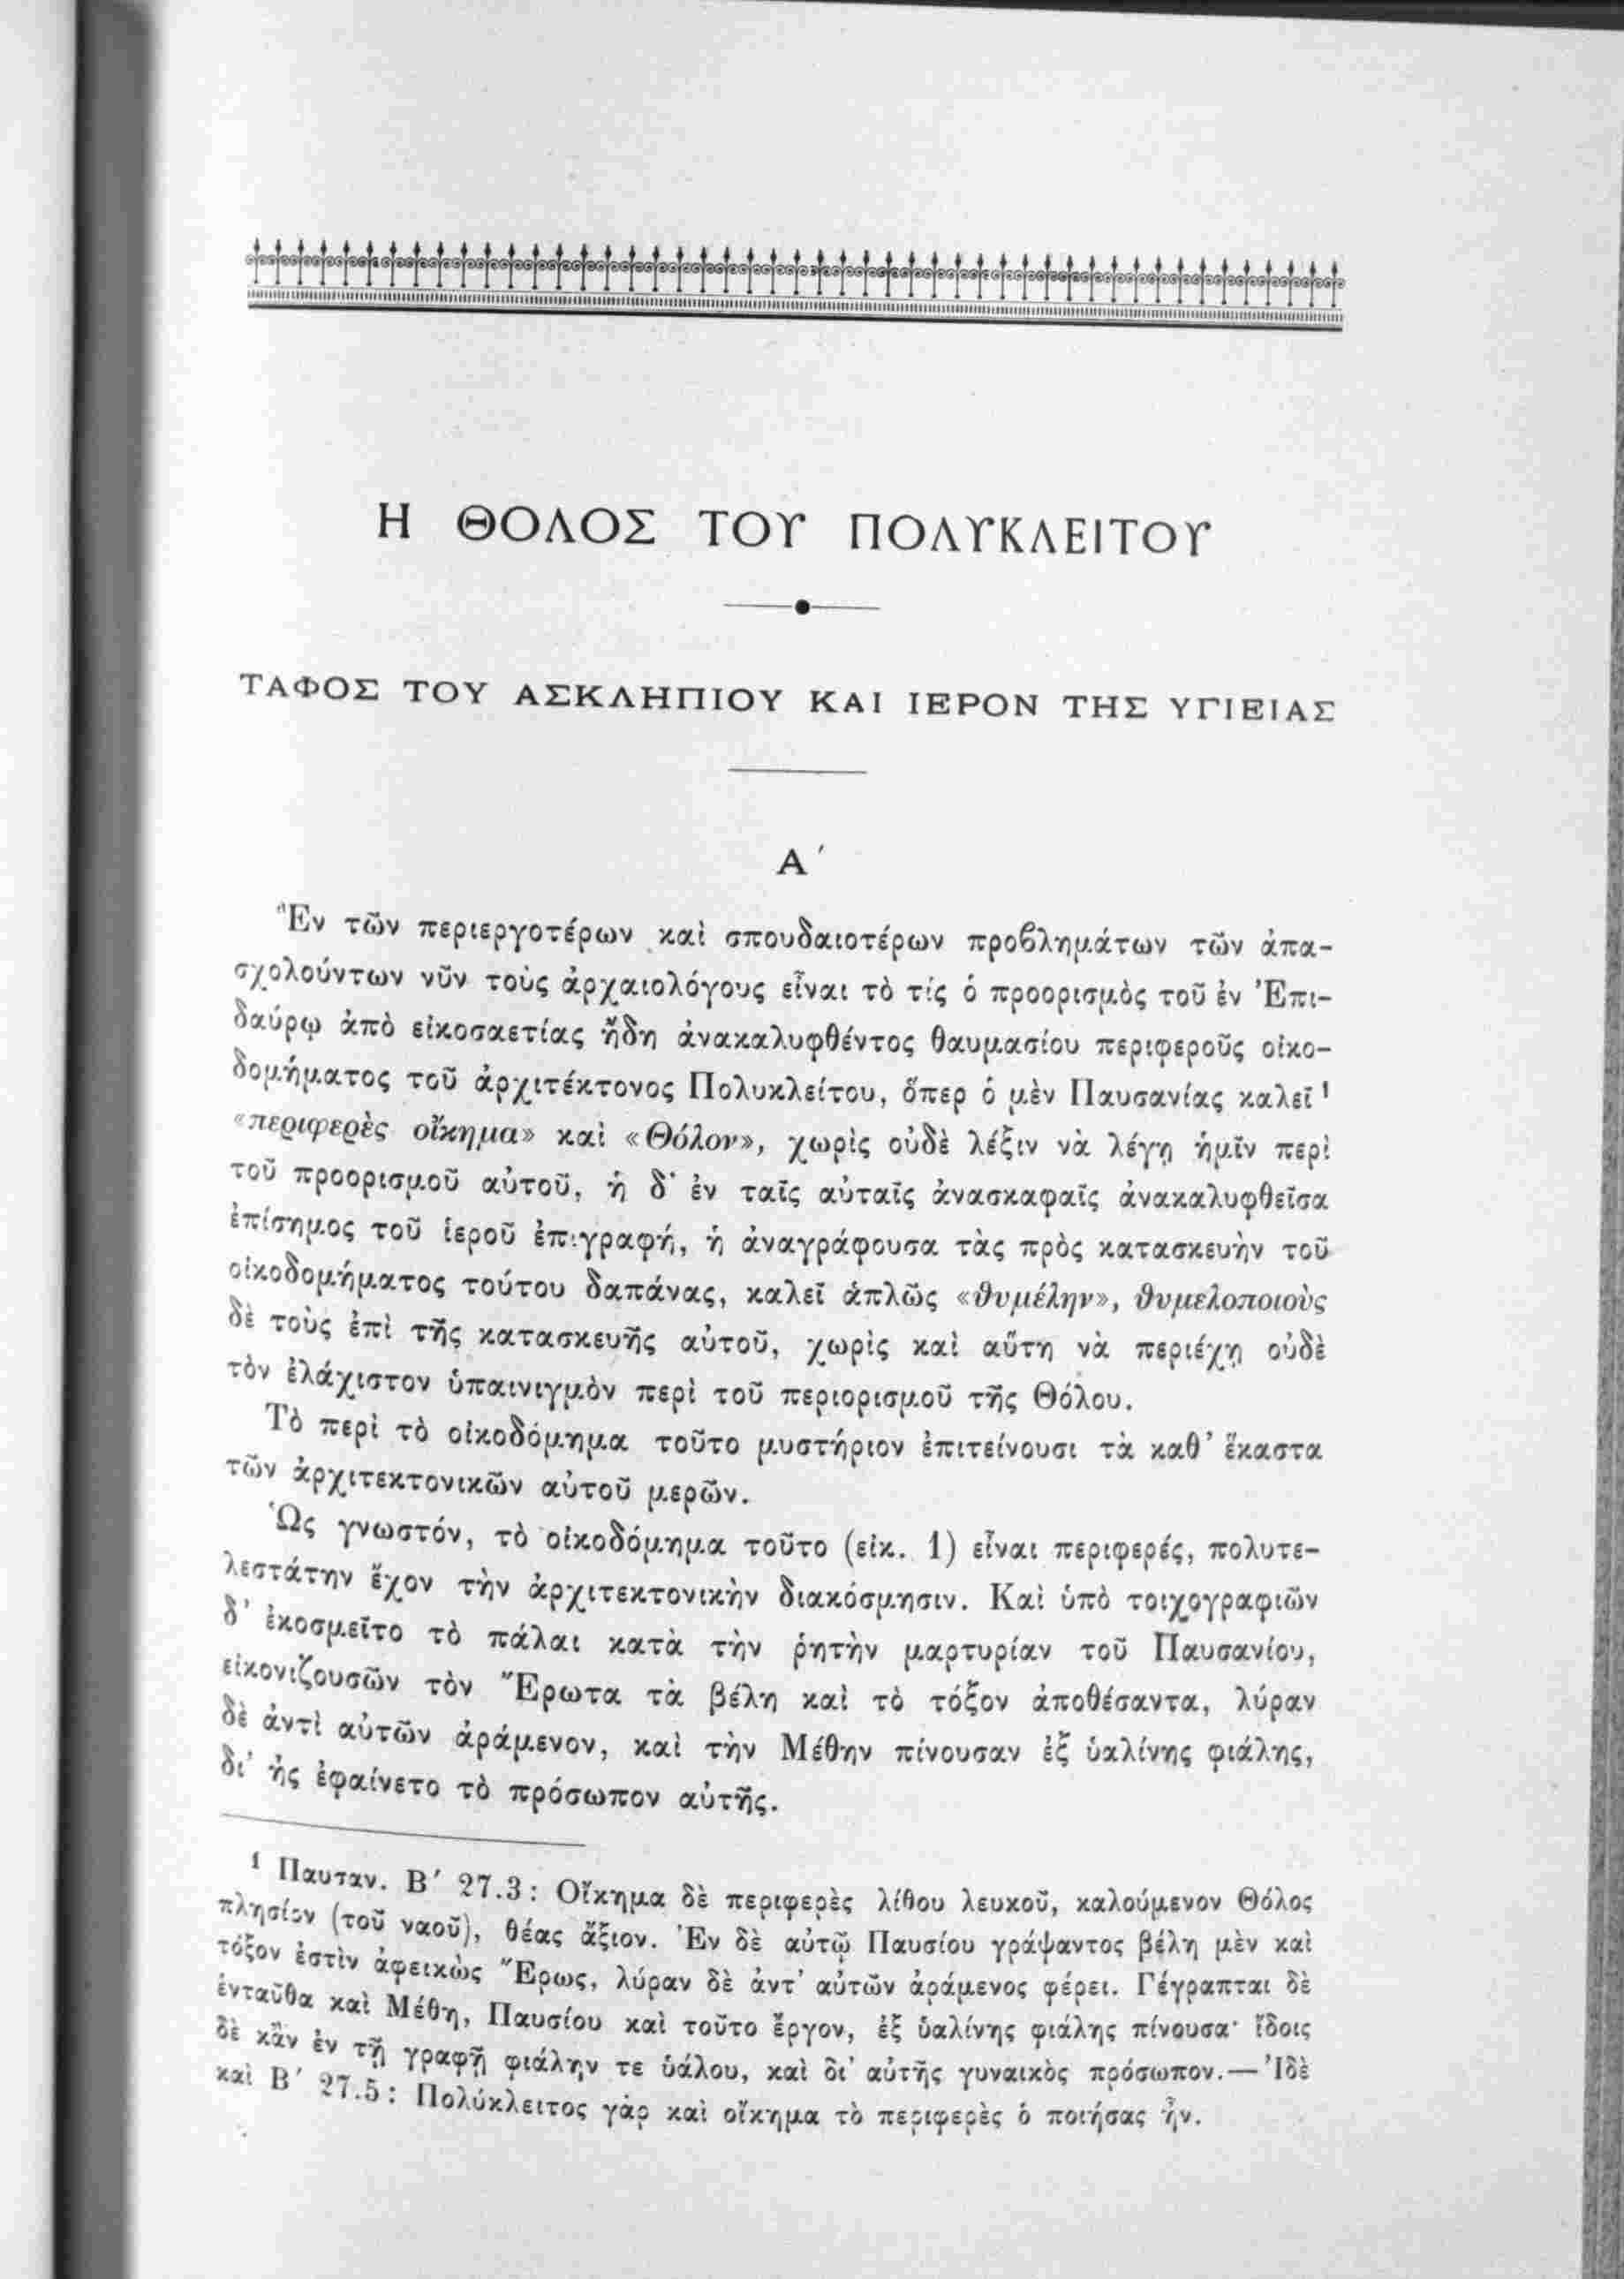 Η ΘΟΛΟΣ ΤΟΥ ΠΟΛΥΚΛΕΙΤΟΥ
ΤΑΦΟΣ ΤΟΥ ΑΣΚΛΗΠΙΟΥ ΚΑΙ ΙΕΡΟΝ ΤΗΣ ΥΓΙΕΙΑΣ
Α΄
Ἓν τῶν περιεργοτέρων καὶ σπουδαιοτέρων προβλημάτων τῶν ἀπα-
σχολούντων νῦν τοὺς ἀρχαιολόγους εἶναι τὸ τίς ὁ προορισμὸς τοῦ ἐν Ἐπι-
δαύρῳ ἀπὸ εἰκοσαετίας ἤδη ἀνακαλυφθέντος θαυμασίου περιφεροῦς οἰκο-
δομήματος τοῦ ἀρχιτέκτονος Πολυκλείτου, ὅπερ ὁ μὲν Παυσανίας καλεῖ ¹
«περιφερὲς οἴκημα» καὶ «Θόλον», χωρὶς οὐδὲ λέξιν νὰ λέγῃ ἡμῖν περὶ
τοῦ προορισμοῦ αὐτοῦ, ἡ δ' ἐν ταῖς αὐταῖς ἀνασκαφαῖς ἀνακαλυφθεῖσα
ἐπίσημος τοῦ ἱεροῦ ἐπιγραφή, ἡ ἀναγράφουσα τὰς πρὸς κατασκευὴν τοῦ
οἰκοδομήματος τούτου δαπάνας, καλεῖ ἁπλῶς «θυμέλην», θυμελοποιοὺς
δὲ τοὺς ἐπὶ τῆς κατασκευῆς αὐτοῦ, χωρὶς καὶ αὕτη νὰ περιέχῃ οὐδὲ
τὸν ἐλάχιστον ὑπαινιγμὸν περὶ τοῦ περιορισμοῦ τῆς Θόλου.
Τὸ περὶ τὸ οἰκοδόμημα τοῦτο μυστήριον ἐπιτείνουσι τὰ καθ' ἕκαστα
τῶν ἀρχιτεκτονικῶν αὐτοῦ μερῶν.
Ὡς γνωστόν, τὸ οἰκοδόμημα τοῦτο (εἰκ. 1) εἶναι περιφερές, πολυτε-
λεστάτην ἔχον τὴν ἀρχιτεκτονικὴν διακόσμησιν. Καὶ ὑπὸ τοιχογραφιῶν
δ' ἐκοσμεῖτο τὸ πάλαι κατὰ τὴν ῥητὴν μαρτυρίαν τοῦ Παυσανίου,
εἰκονιζουσῶν τὸν Ἔρωτα τὰ βέλη καὶ τὸ τόξον ἀποθέσαντα, λύραν
δὲ ἀντὶ αὐτῶν ἀράμενον, καὶ τὴν Μέθην πίνουσαν ἐξ ὑαλίνης φιάλης,
δι' ἧς ἐφαίνετο τὸ πρόσωπον αὐτῆς.
¹ Παυταν. Β΄ 27.3: Οἴκημα δὲ περιφερὲς λίθου λευκοῦ, καλούμενον Θόλος
πλησίον (τοῦ ναοῦ), θέας ἄξιον. Ἐν δὲ αὐτῷ Παυσίου γράψαντος βέλη μὲν καὶ
τόξον ἐστὶν ἀφεικὼς Ἔρως, λύραν δὲ ἀντ' αὐτῶν ἀράμενος φέρει. Γέγραπται δὲ
ἐνταῦθα καὶ Μέθη, Παυσίου καὶ τοῦτο ἔργον, ἐξ ὑαλίνης φιάλης πίνουσα· ἴδοις
δὲ κἂν ἐν τῇ γραφῇ φιάλην τε ὑάλου, καὶ δι' αὐτῆς γυναικὸς πρόσωπον. — Ἰδὲ
καὶ Β΄ 27.5: Πολύκλειτος γὰρ καὶ οἴκημα τὸ περιφερὲς ὁ ποιήσας ἦν.